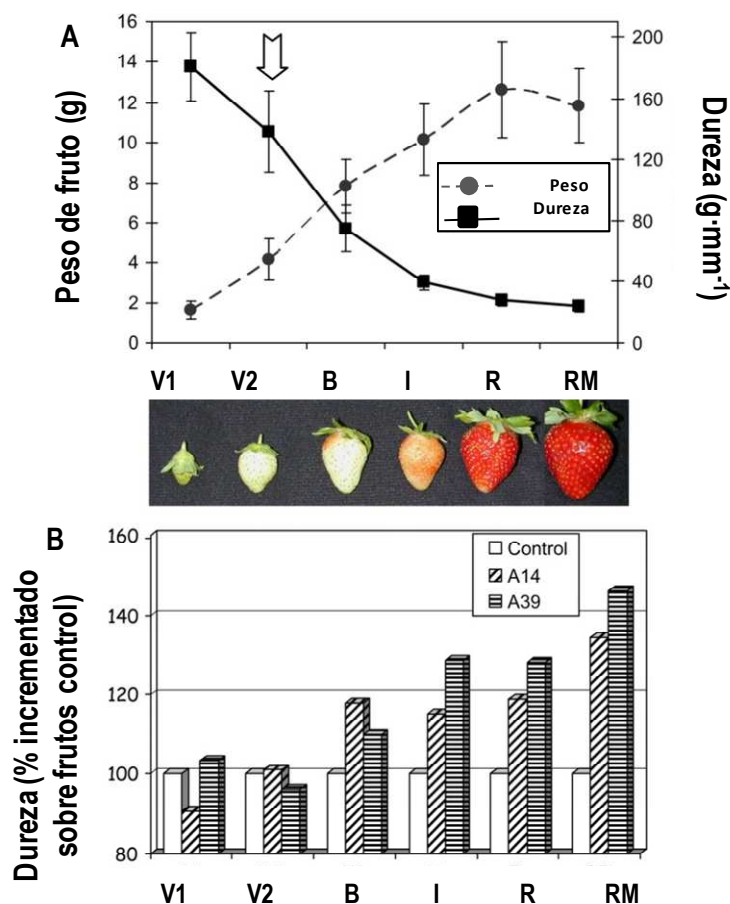 A
Peso de fruto (g)
16
14
12
10
8
6
4
2
0
200
160
120
80
40
0
Dureza (g·mm-1)
Peso
Dureza
V1 V2 B I R RM
B
Dureza (% incrementado
sobre frutos control)
160
140
120
100
80
Control
A14
A39
V1 V2 B I R RM